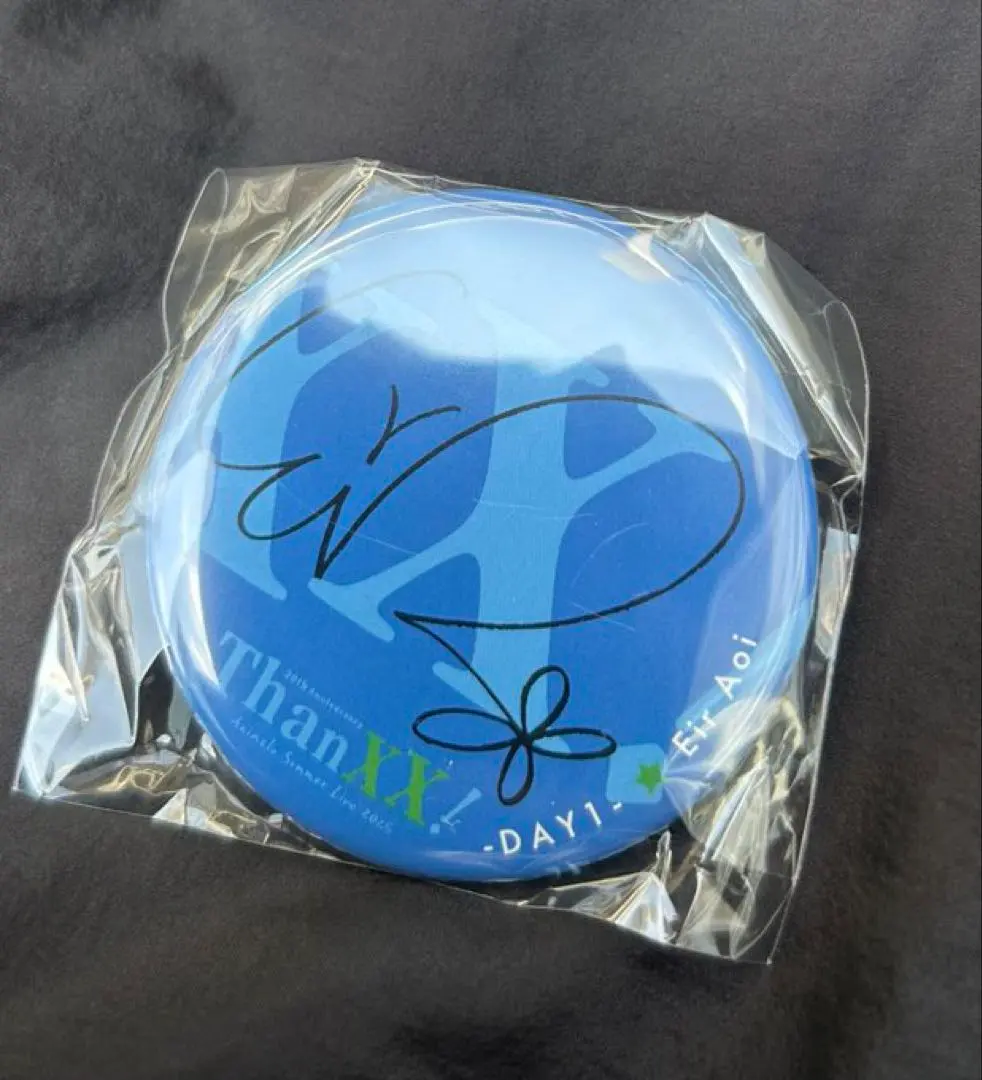 20th Anniversary
ThanXX!
Animelo Summer Live 2025
-DAY1-
Eir Aoi